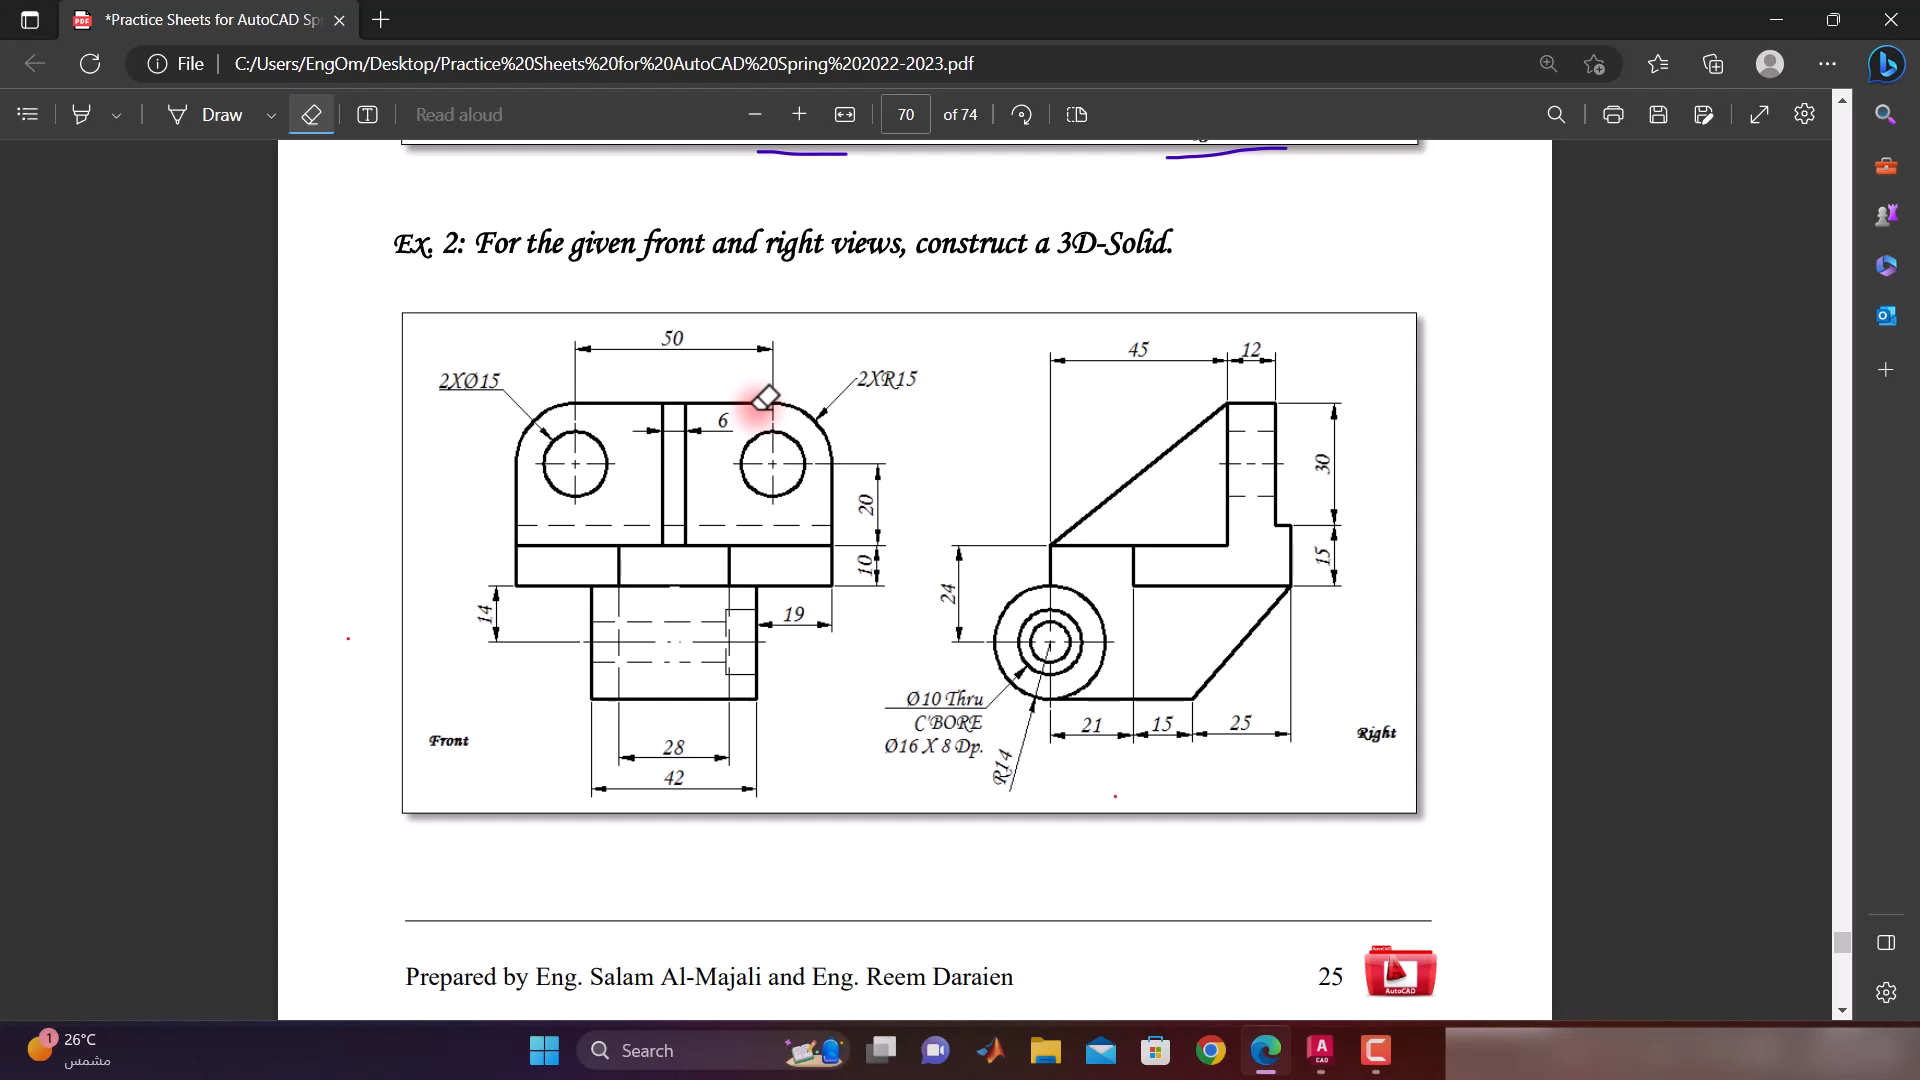 *Practice Sheets for AutoCAD Sp
File
C:/Users/EngOm/Desktop/Practice%20Sheets%20for%20AutoCAD%20Spring%202022-2023.pdf
Draw
Read aloud
70
of 74
Ex. 2: For the given front and right views, construct a 3D-Solid.
50
2XØ15
2XR15
6
20
10
14
19
28
42
Front
45
12
30
15
24
Ø10 Thru
C'BORE
Ø16 X 8 Dp.
R14
21
15
25
Right
Prepared by Eng. Salam Al-Majali and Eng. Reem Daraien
25
AutoCAD
1
26°C
مشمس
Search
A
CAD